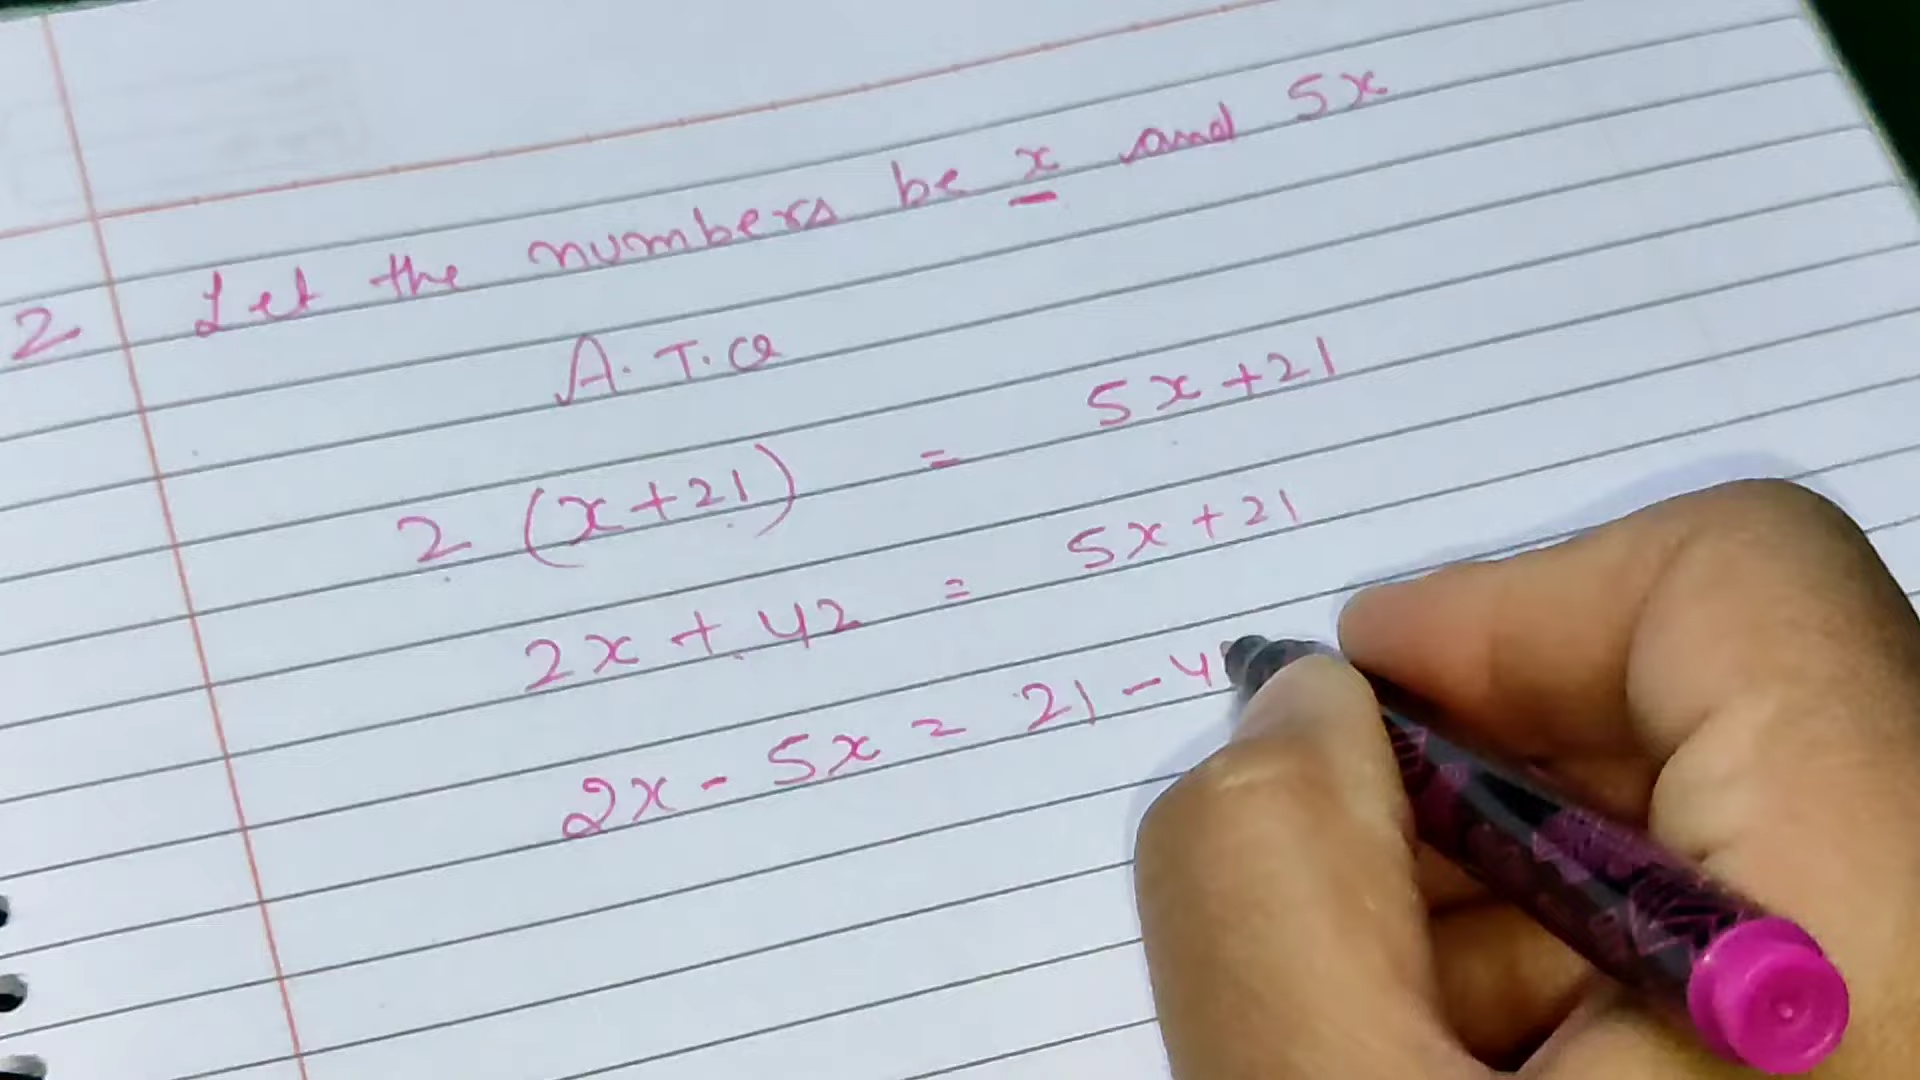 2 Let the numbers be x and 5x
A.T.Q
2 (x+21) = 5x+21
2x + 42 = 5x + 21
2x - 5x = 21 - 4